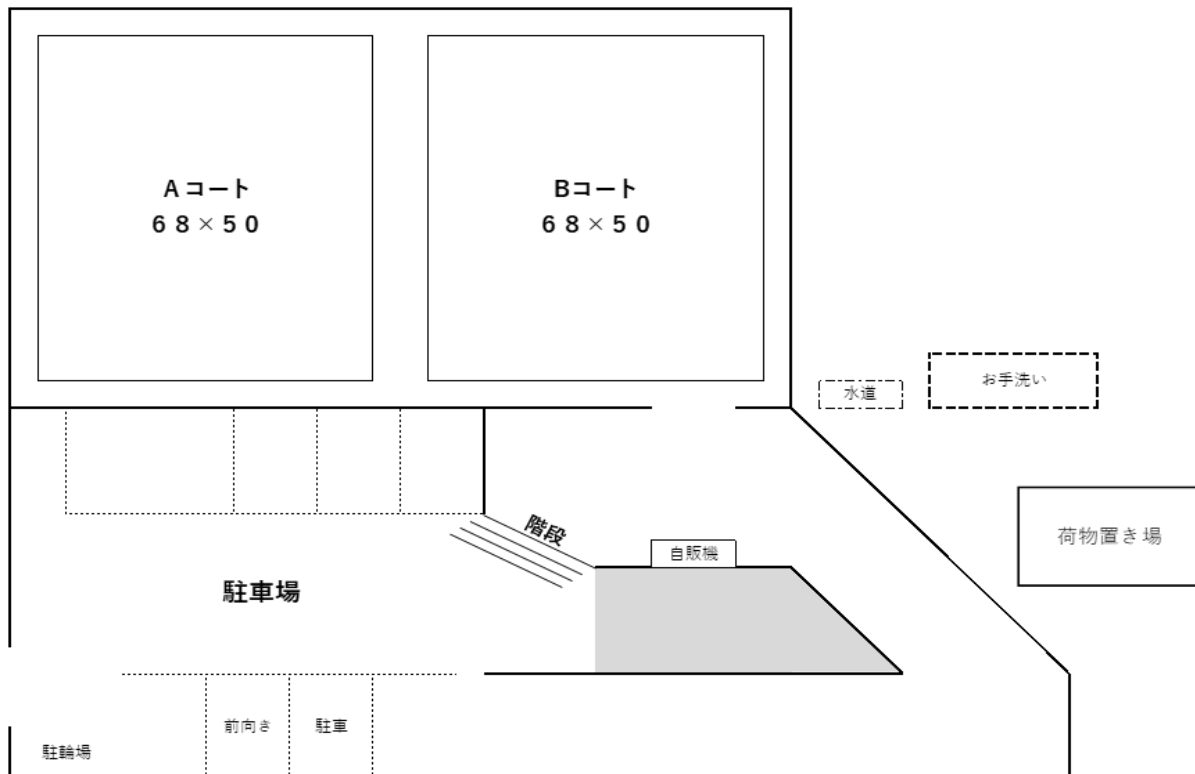 Aコート
６８×５０
Bコート
６８×５０
水道
お手洗い
荷物置き場
階段
自販機
駐車場
前向き
駐車
駐輪場